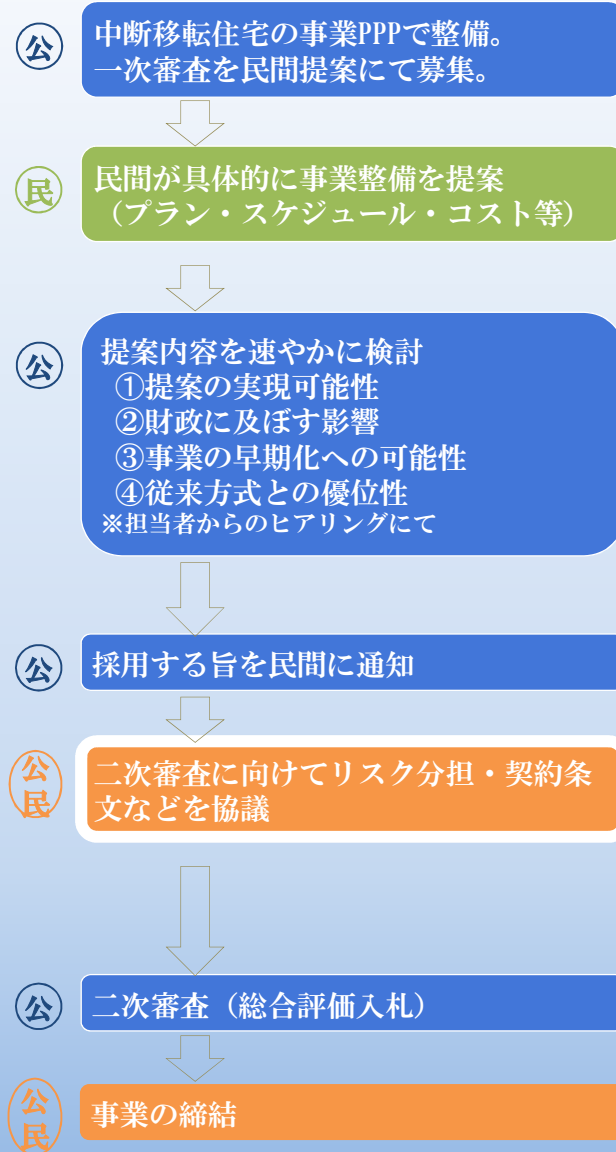 公
中断移転住宅の事業PPPで整備。
一次審査を民間提案にて募集。
民
民間が具体的に事業整備を提案
（プラン・スケジュール・コスト等）
公
提案内容を速やかに検討
①提案の実現可能性
②財政に及ぼす影響
③事業の早期化への可能性
④従来方式との優位性
※担当者からのヒアリングにて
公
採用する旨を民間に通知
公
民
二次審査に向けてリスク分担・契約条
文などを協議
公
二次審査（総合評価入札）
公
民
事業の締結